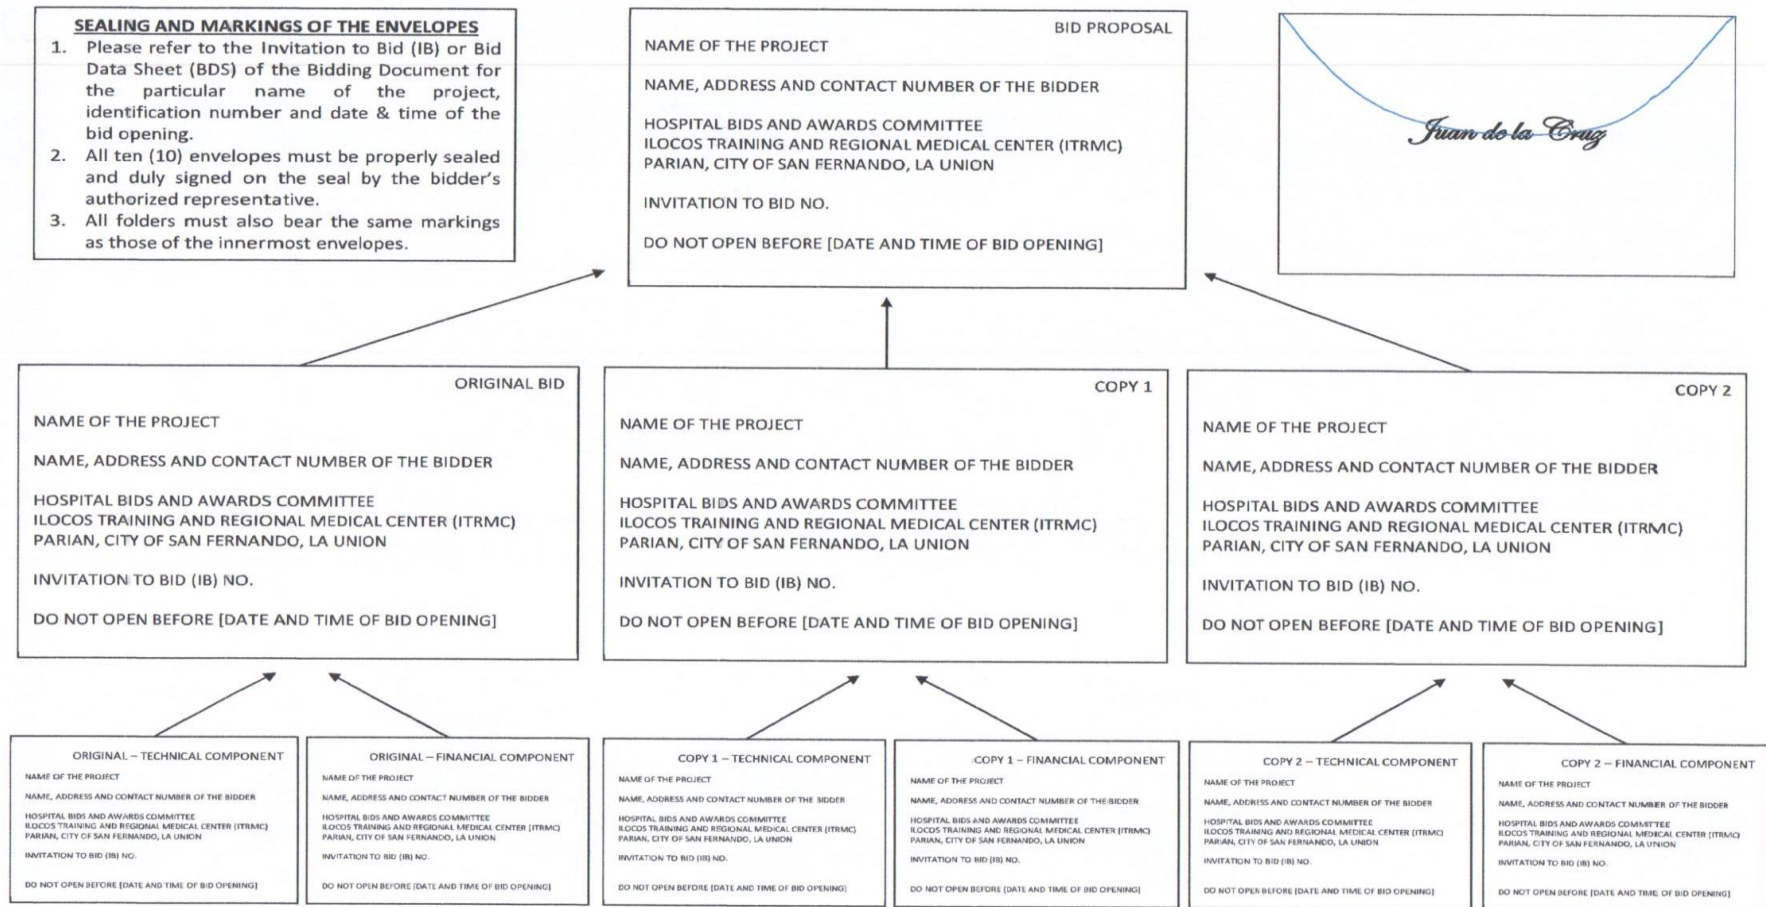 SEALING AND MARKINGS OF THE ENVELOPES
1. Please refer to the Invitation to Bid (IB) or Bid
Data Sheet (BDS) of the Bidding Document for
the particular name of the project,
identification number and date & time of the
bid opening.
2. All ten (10) envelopes must be properly sealed
and duly signed on the seal by the bidder's
authorized representative.
3. All folders must also bear the same markings
as those of the innermost envelopes.
BID PROPOSAL
NAME OF THE PROJECT
NAME, ADDRESS AND CONTACT NUMBER OF THE BIDDER
HOSPITAL BIDS AND AWARDS COMMITTEE
ILOCOS TRAINING AND REGIONAL MEDICAL CENTER (ITRMC)
PARIAN, CITY OF SAN FERNANDO, LA UNION
INVITATION TO BID NO.
DO NOT OPEN BEFORE [DATE AND TIME OF BID OPENING]
Juan de la Cruz
ORIGINAL BID
NAME OF THE PROJECT
NAME, ADDRESS AND CONTACT NUMBER OF THE BIDDER
HOSPITAL BIDS AND AWARDS COMMITTEE
ILOCOS TRAINING AND REGIONAL MEDICAL CENTER (ITRMC)
PARIAN, CITY OF SAN FERNANDO, LA UNION
INVITATION TO BID (IB) NO.
DO NOT OPEN BEFORE [DATE AND TIME OF BID OPENING]
COPY 1
NAME OF THE PROJECT
NAME, ADDRESS AND CONTACT NUMBER OF THE BIDDER
HOSPITAL BIDS AND AWARDS COMMITTEE
ILOCOS TRAINING AND REGIONAL MEDICAL CENTER (ITRMC)
PARIAN, CITY OF SAN FERNANDO, LA UNION
INVITATION TO BID (IB) NO.
DO NOT OPEN BEFORE [DATE AND TIME OF BID OPENING]
COPY 2
NAME OF THE PROJECT
NAME, ADDRESS AND CONTACT NUMBER OF THE BIDDER
HOSPITAL BIDS AND AWARDS COMMITTEE
ILOCOS TRAINING AND REGIONAL MEDICAL CENTER (ITRMC)
PARIAN, CITY OF SAN FERNANDO, LA UNION
INVITATION TO BID (IB) NO.
DO NOT OPEN BEFORE [DATE AND TIME OF BID OPENING]
ORIGINAL – TECHNICAL COMPONENT
NAME OF THE PROJECT
NAME, ADDRESS AND CONTACT NUMBER OF THE BIDDER
HOSPITAL BIDS AND AWARDS COMMITTEE
ILOCOS TRAINING AND REGIONAL MEDICAL CENTER (ITRMC)
PARIAN, CITY OF SAN FERNANDO, LA UNION
INVITATION TO BID (IB) NO.
DO NOT OPEN BEFORE [DATE AND TIME OF BID OPENING]
ORIGINAL – FINANCIAL COMPONENT
NAME OF THE PROJECT
NAME, ADDRESS AND CONTACT NUMBER OF THE BIDDER
HOSPITAL BIDS AND AWARDS COMMITTEE
ILOCOS TRAINING AND REGIONAL MEDICAL CENTER (ITRMC)
PARIAN, CITY OF SAN FERNANDO, LA UNION
INVITATION TO BID (IB) NO.
DO NOT OPEN BEFORE [DATE AND TIME OF BID OPENING]
COPY 1 – TECHNICAL COMPONENT
NAME OF THE PROJECT
NAME, ADDRESS AND CONTACT NUMBER OF THE BIDDER
HOSPITAL BIDS AND AWARDS COMMITTEE
ILOCOS TRAINING AND REGIONAL MEDICAL CENTER (ITRMC)
PARIAN, CITY OF SAN FERNANDO, LA UNION
INVITATION TO BID (IB) NO.
DO NOT OPEN BEFORE [DATE AND TIME OF BID OPENING]
COPY 1 – FINANCIAL COMPONENT
NAME OF THE PROJECT
NAME, ADDRESS AND CONTACT NUMBER OF THE BIDDER
HOSPITAL BIDS AND AWARDS COMMITTEE
ILOCOS TRAINING AND REGIONAL MEDICAL CENTER (ITRMC)
PARIAN, CITY OF SAN FERNANDO, LA UNION
INVITATION TO BID (IB) NO.
DO NOT OPEN BEFORE [DATE AND TIME OF BID OPENING]
COPY 2 – TECHNICAL COMPONENT
NAME OF THE PROJECT
NAME, ADDRESS AND CONTACT NUMBER OF THE BIDDER
HOSPITAL BIDS AND AWARDS COMMITTEE
ILOCOS TRAINING AND REGIONAL MEDICAL CENTER (ITRMC)
PARIAN, CITY OF SAN FERNANDO, LA UNION
INVITATION TO BID (IB) NO.
DO NOT OPEN BEFORE [DATE AND TIME OF BID OPENING]
COPY 2 – FINANCIAL COMPONENT
NAME OF THE PROJECT
NAME, ADDRESS AND CONTACT NUMBER OF THE BIDDER
HOSPITAL BIDS AND AWARDS COMMITTEE
ILOCOS TRAINING AND REGIONAL MEDICAL CENTER (ITRMC)
PARIAN, CITY OF SAN FERNANDO, LA UNION
INVITATION TO BID (IB) NO.
DO NOT OPEN BEFORE [DATE AND TIME OF BID OPENING]